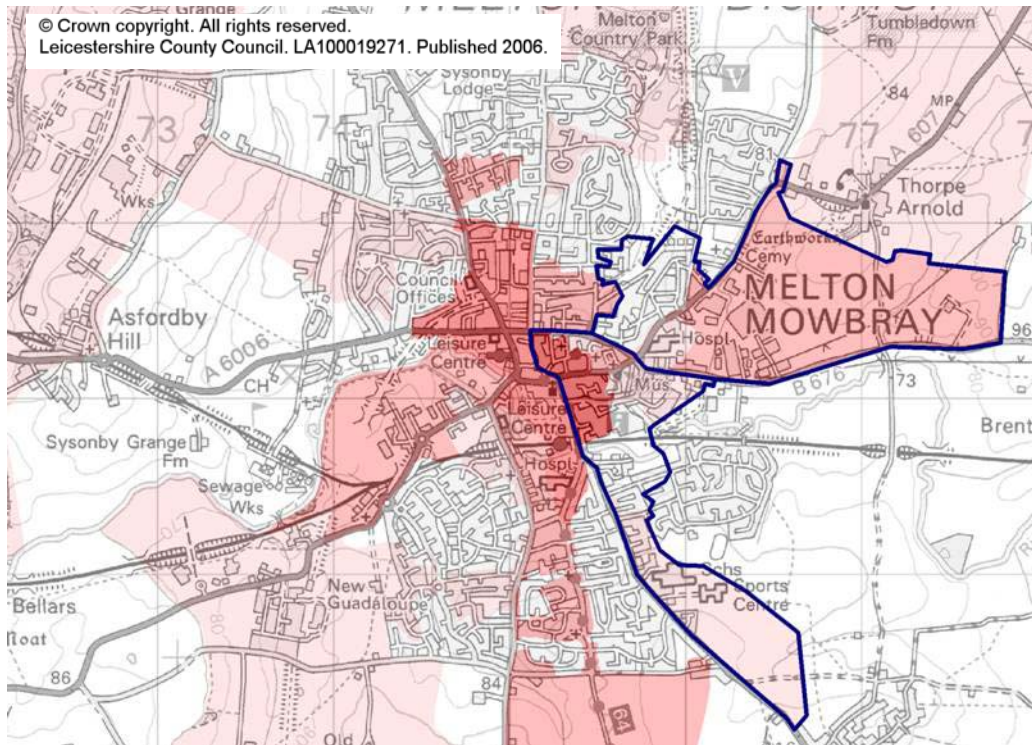 © Crown copyright. All rights reserved.
Leicestershire County Council. LA100019271. Published 2006.
Grange
Melton
Country Park
Tumbledown
Fm
Sysonby
Lodge
V
84
MP
73
74
77
A 607
81
Wks
Thorpe
Arnold
Earthworks
Cemy
Council
Offices
MELTON
MOWBRAY
Asfordby
Hill
Leisure
Centre
Hospl
96
A 6006
CH
Mus
B 676
73
Leisure
Centre
Sysonby Grange
Fm
Brent
Hospl
Sewage
Wks
Schs
Sports
Centre
New
Guadaloupe
Bellars
Moat
86
84
64
Old